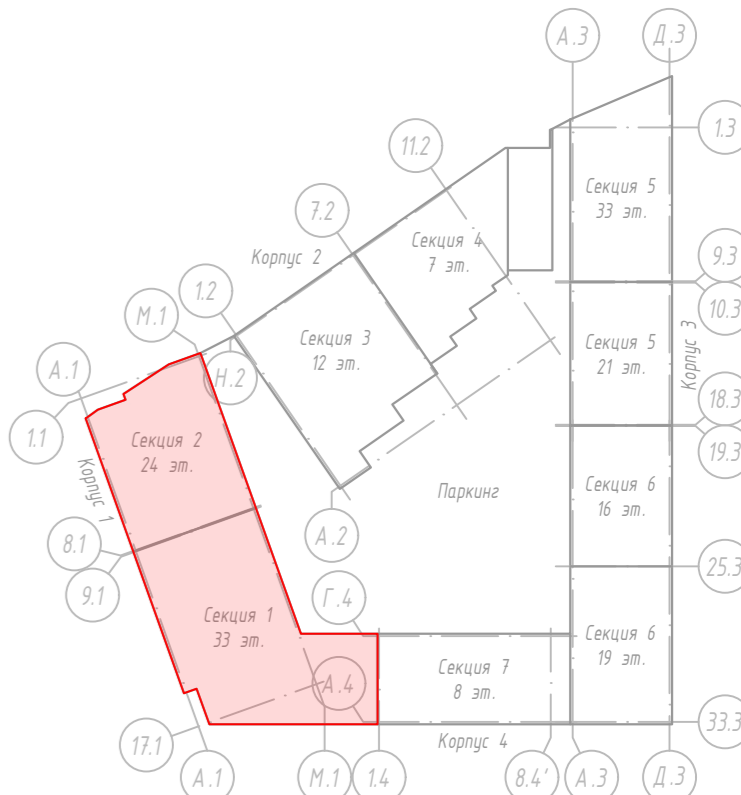 А.3
Д.3
1.3
11.2
Секция 5
33 эт.
7.2
Секция 4
7 эт.
Корпус 2
9.3
1.2
10.3
М.1
Секция 3
12 эт.
Секция 5
21 эт.
Корпус 3
А.1
Н.2
18.3
1.1
Секция 2
24 эт.
19.3
Корпус 1
Паркинг
Секция 6
16 эт.
8.1
А.2
9.1
25.3
Г.4
Секция 1
33 эт.
Секция 6
19 эт.
А.4
Секция 7
8 эт.
33.3
17.1
Корпус 4
А.1
М.1
1.4
8.4'
А.3
Д.3